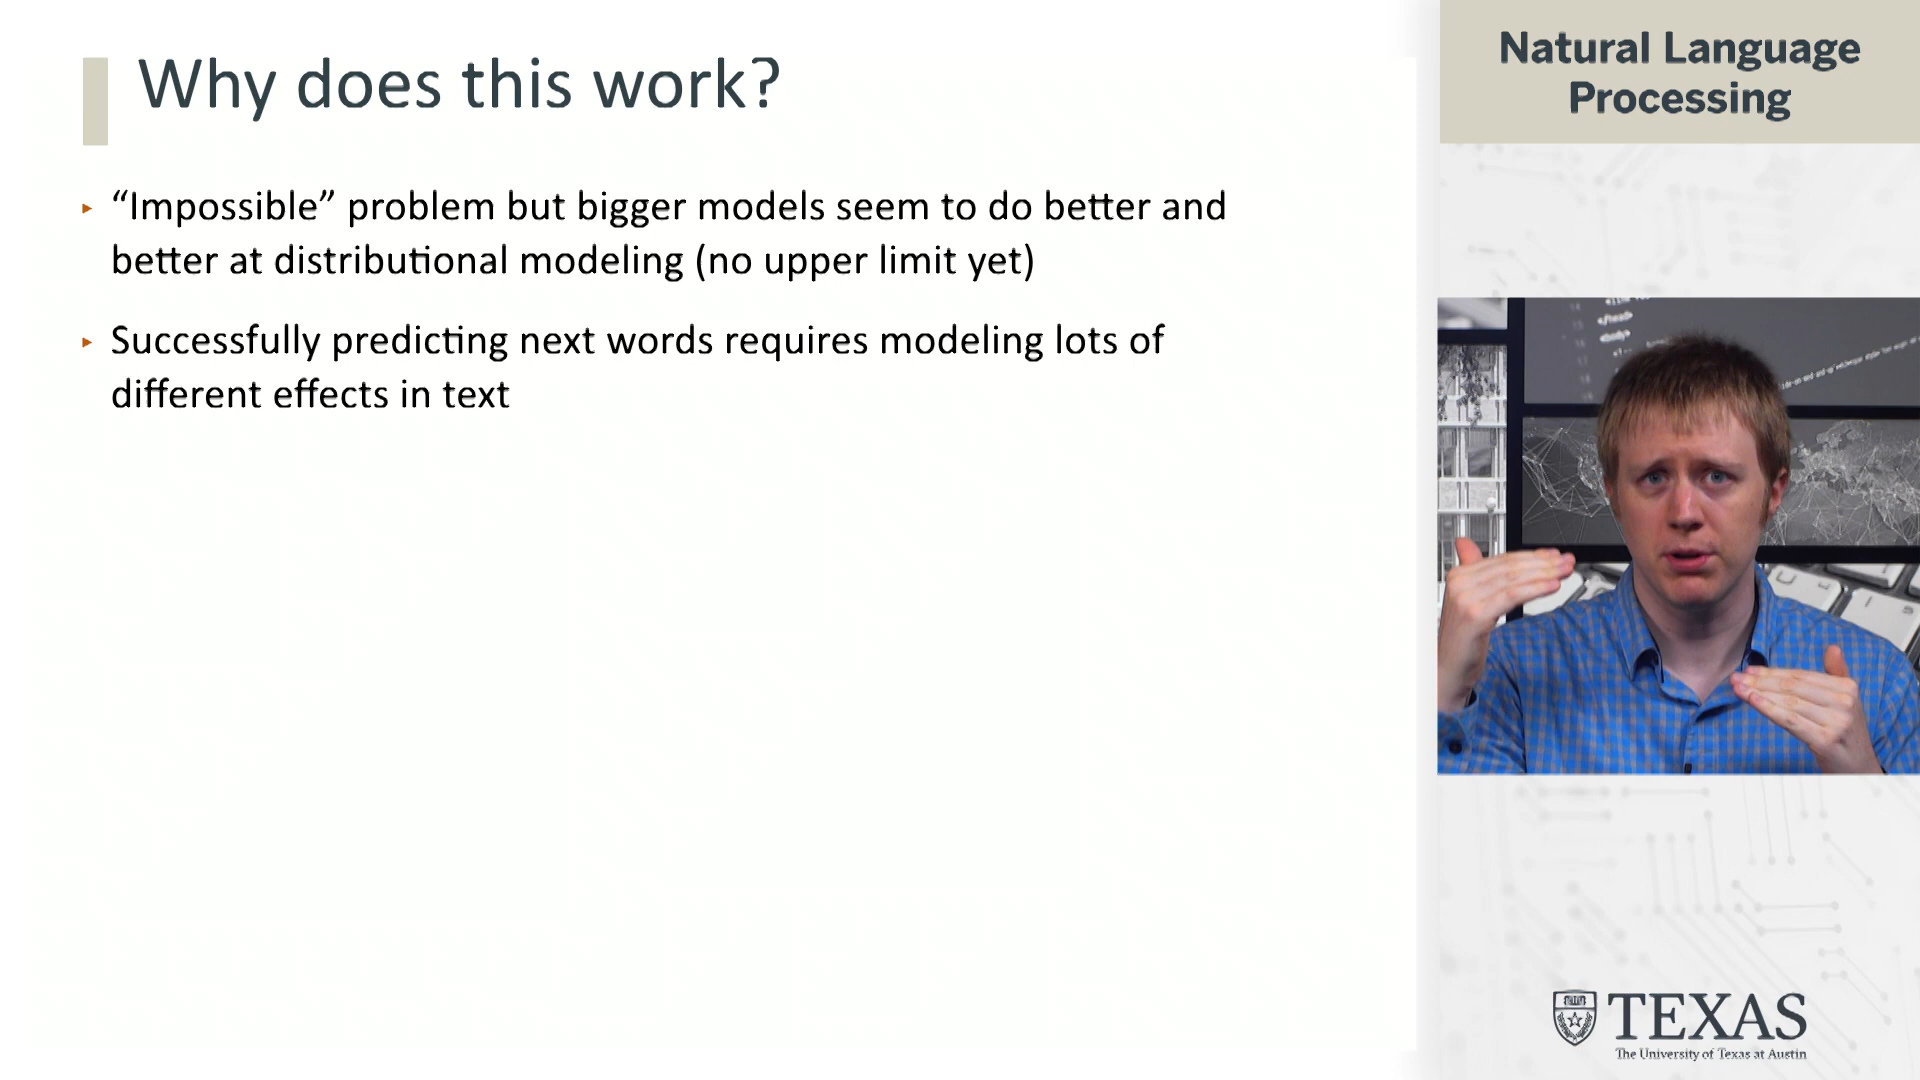 Why does this work?
‣ “Impossible” problem but bigger models seem to do better and
better at distributional modeling (no upper limit yet)
‣ Successfully predicting next words requires modeling lots of
different effects in text
Natural Language
Processing
TEXAS
The University of Texas at Austin